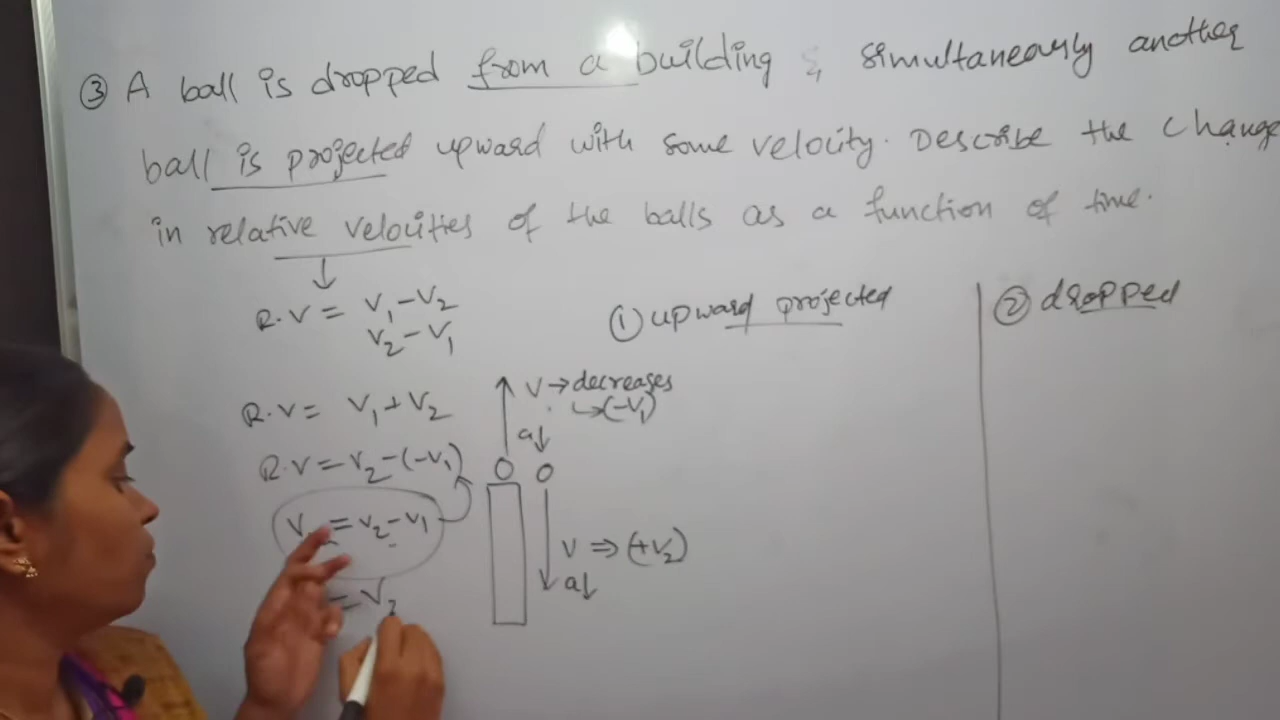 ③ A ball is dropped from a building & simultaneously another
ball is projected upward with some velocity. Describe the change
in relative velocities of the balls as a function of time.
↓
R.V = V₁-V₂
V₂-V₁
R.V = V₁+V₂
R.V = V₂-(-V₁)
= V₂-V₁
= V₂
① upward projected
② dropped
V → decreases
↳ (-V₁)
a↓
V ⇒ (+V₂)
a↓